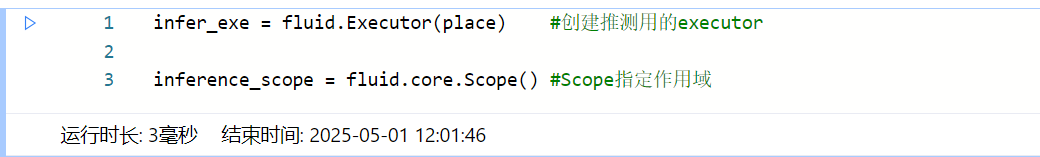 1 infer_exe = fluid.Executor(place) #创建推测用的executor
2
3 inference_scope = fluid.core.Scope() #Scope指定作用域
运行时长: 3毫秒 结束时间: 2025-05-01 12:01:46